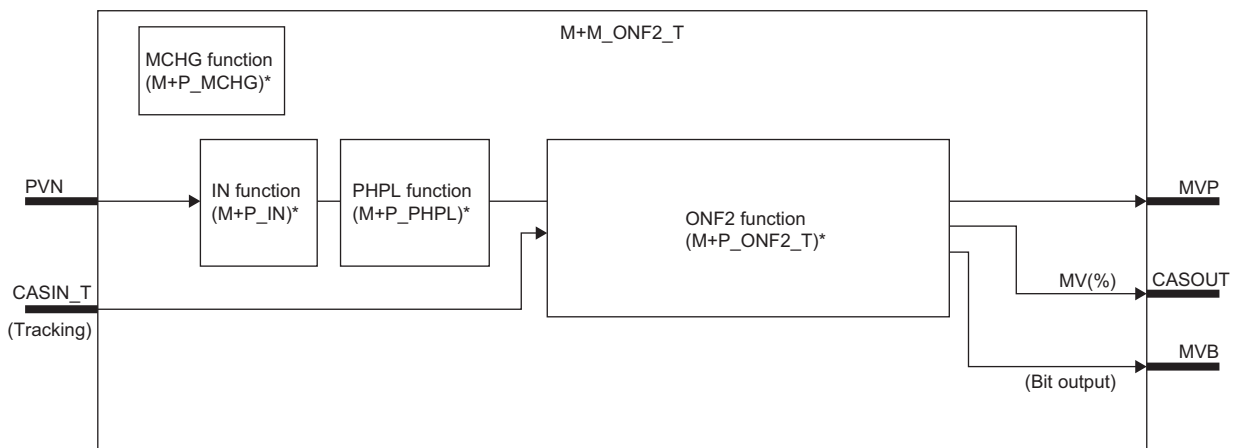 M+M_ONF2_T
MCHG function
(M+P_MCHG)*
PVN
IN function
(M+P_IN)*
PHPL function
(M+P_PHPL)*
ONF2 function
(M+P_ONF2_T)*
MVP
CASIN_T
(Tracking)
MV(%)
CASOUT
MVB
(Bit output)